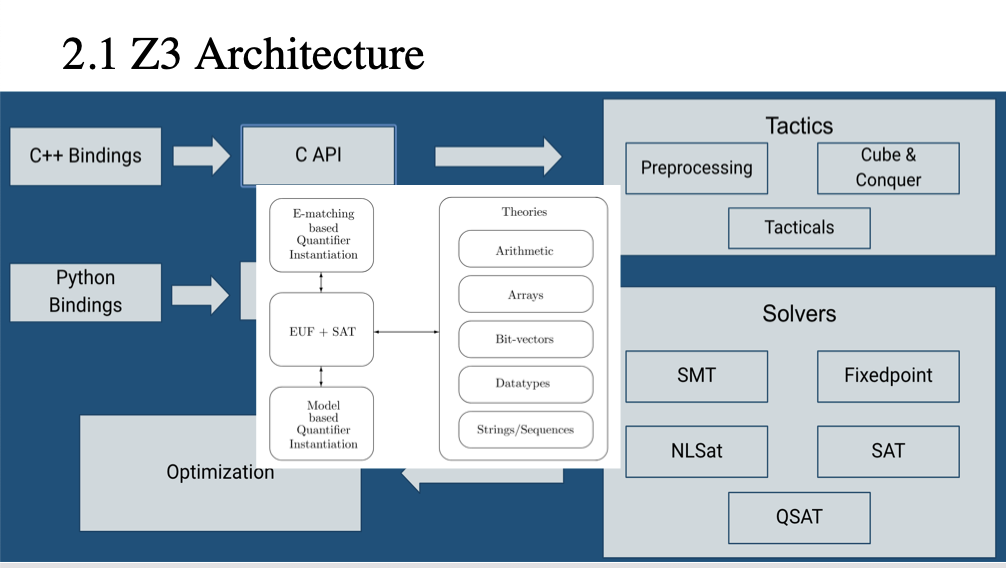 2.1 Z3 Architecture
C++ Bindings
C API
Tactics
Preprocessing
Cube &
Conquer
Tacticals
Python
Bindings
E-matching
based
Quantifier
Instantiation
EUF + SAT
Model
based
Quantifier
Instantiation
Theories
Arithmetic
Arrays
Bit-vectors
Datatypes
Strings/Sequences
Solvers
SMT
Fixedpoint
NLSat
SAT
QSAT
Optimization